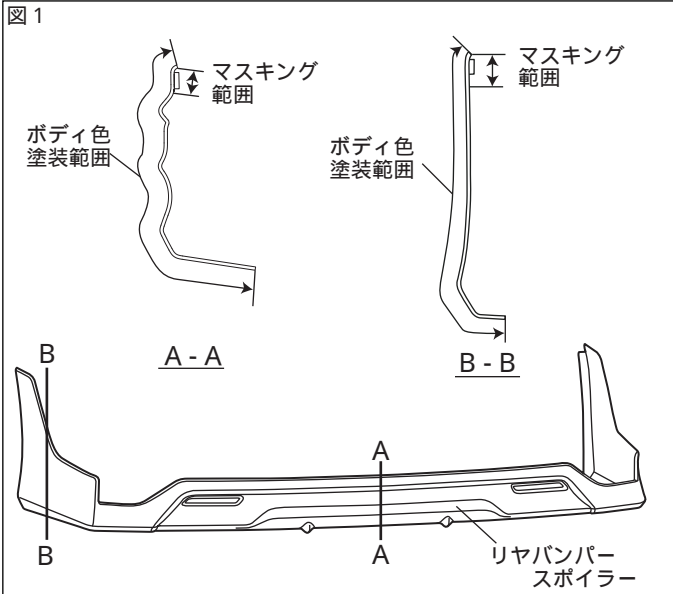 図1
マスキング
範囲
ボディ色
塗装範囲
A - A
マスキング
範囲
ボディ色
塗装範囲
B - B
B
B
A
A
リヤバンパー
スポイラー